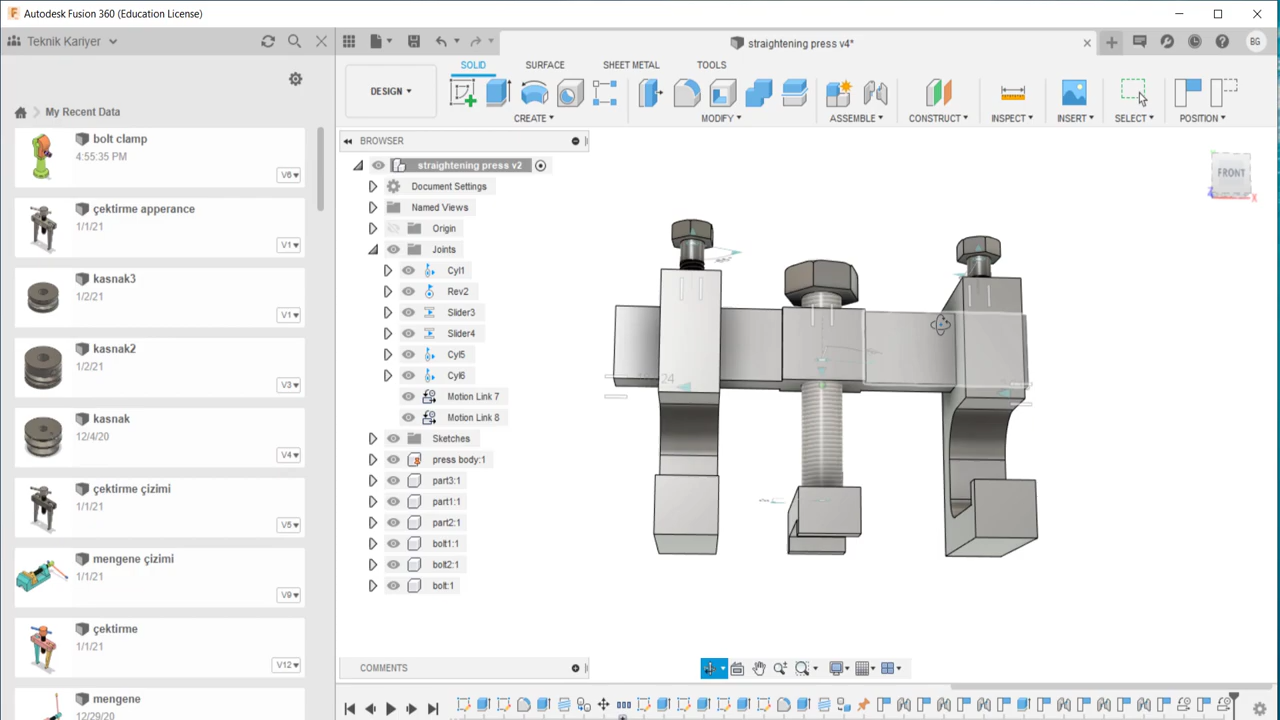 Autodesk Fusion 360 (Education License)
Teknik Kariyer
straightening press v4*
BG
My Recent Data
bolt clamp
4:55:35 PM
V6
çektirme apperance
1/1/21
V1
kasnak3
1/2/21
V1
kasnak2
1/2/21
V3
kasnak
12/4/20
V4
çektirme çizimi
1/1/21
V5
mengene çizimi
1/1/21
V9
çektirme
1/1/21
V12
mengene
12/29/20
DESIGN
SOLID SURFACE SHEET METAL TOOLS
CREATE MODIFY ASSEMBLE CONSTRUCT INSPECT INSERT SELECT POSITION
BROWSER
straightening press v2
Document Settings
Named Views
Origin
Joints
Cyl1
Rev2
Slider3
Slider4
Cyl5
Cyl6
Motion Link 7
Motion Link 8
Sketches
press body:1
part3:1
part1:1
part2:1
bolt1:1
bolt2:1
bolt:1
FRONT
Z
X
COMMENTS